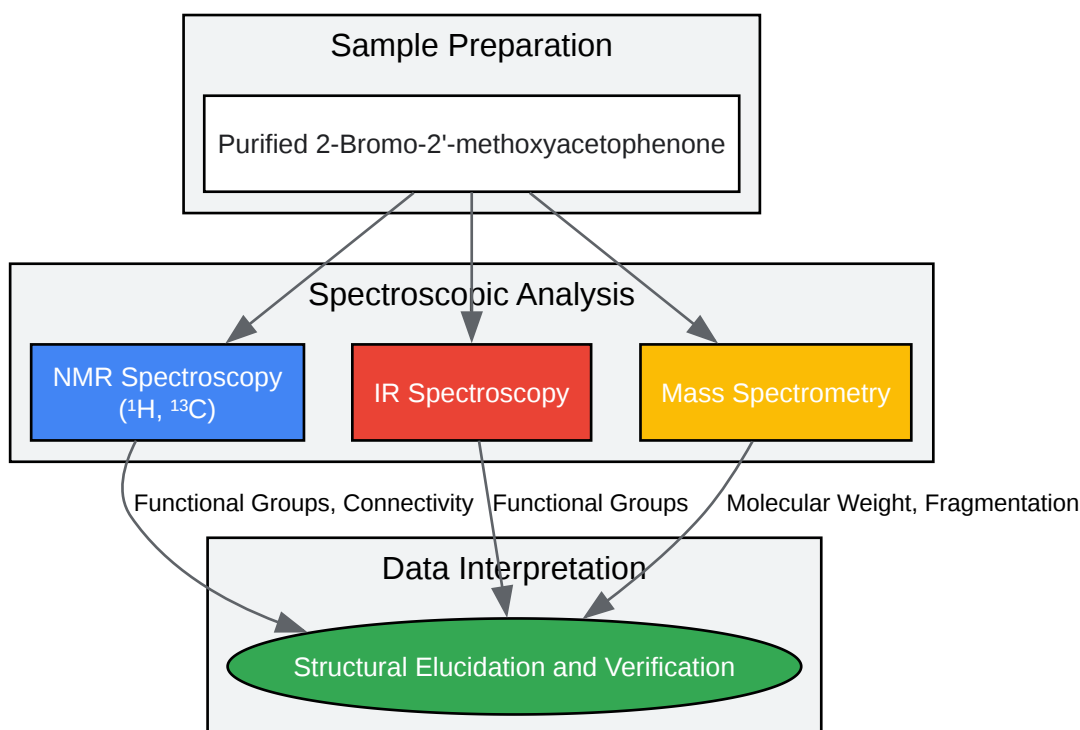 Sample Preparation
Purified 2-Bromo-2'-methoxyacetophenone
Spectroscopic Analysis
NMR Spectroscopy
(¹H, ¹³C)
IR Spectroscopy
Mass Spectrometry
Functional Groups, Connectivity
Functional Groups
Molecular Weight, Fragmentation
Data Interpretation
Structural Elucidation and Verification